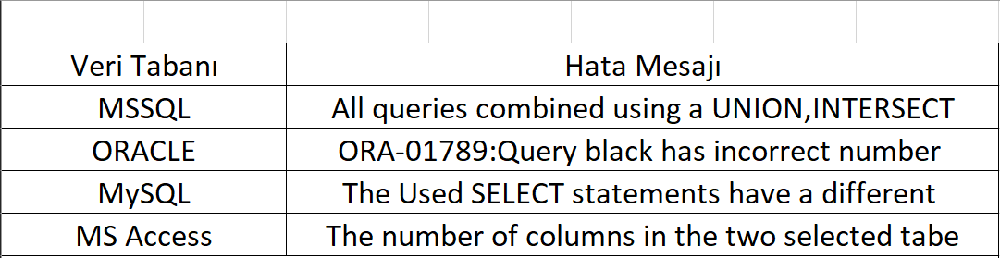 Veri Tabanı Hata Mesajı
MSSQL All queries combined using a UNION,INTERSECT
ORACLE ORA-01789:Query black has incorrect number
MySQL The Used SELECT statements have a different
MS Access The number of columns in the two selected tabe